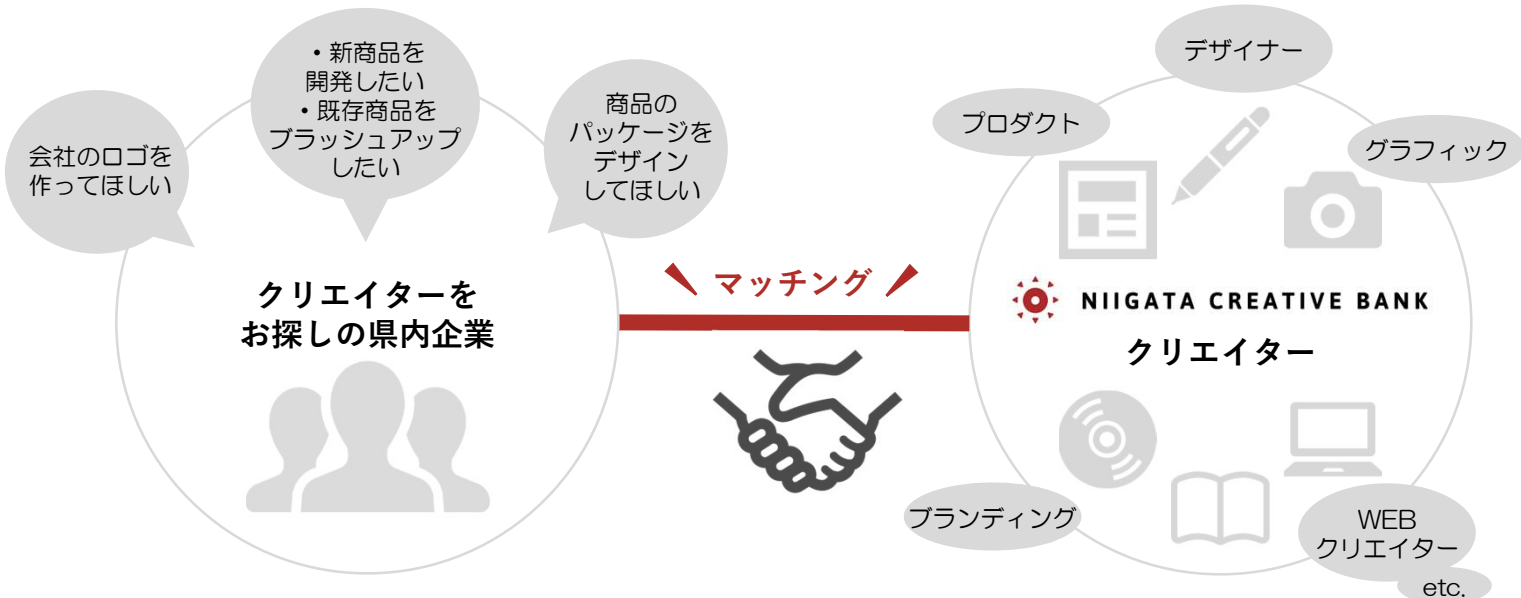 会社のロゴを
作ってほしい
・新商品を
開発したい
・既存商品を
ブラッシュアップ
したい
商品の
パッケージを
デザイン
してほしい
クリエイターを
お探しの県内企業
マッチング
デザイナー
プロダクト
グラフィック
NIIGATA CREATIVE BANK
クリエイター
ブランディング
WEB
クリエイター
etc.